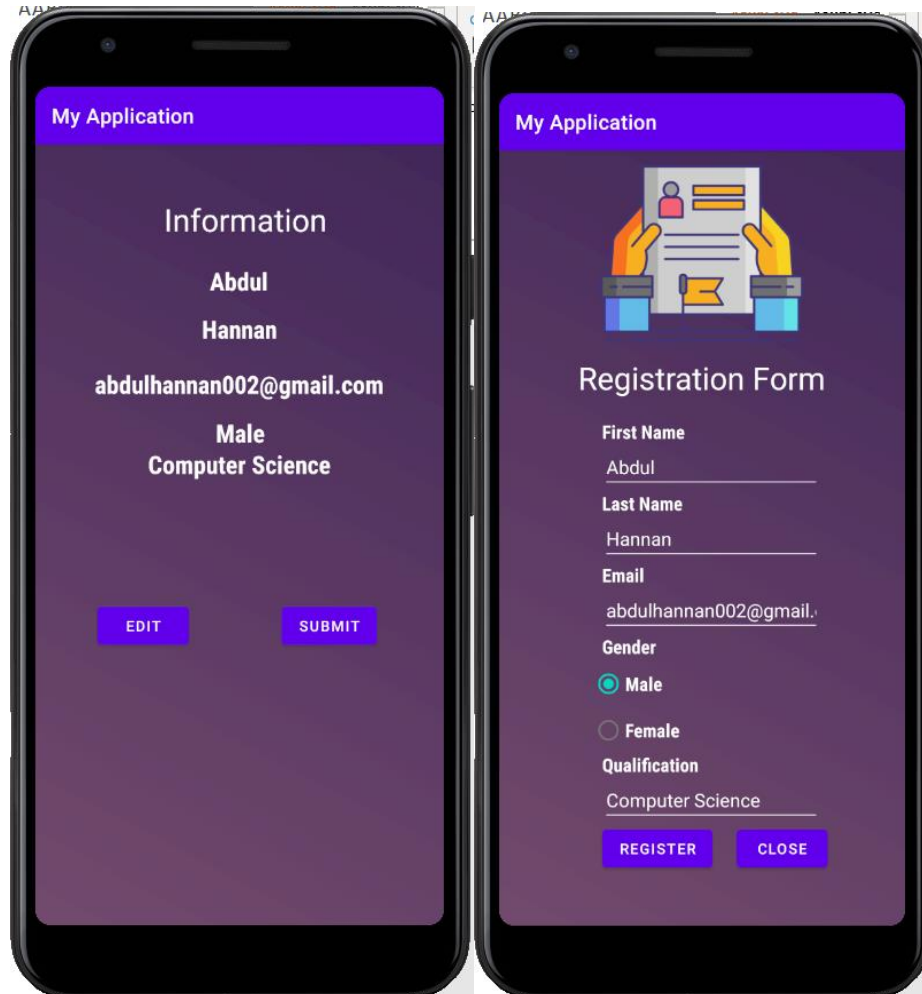 My Application
Information
Abdul
Hannan
abdulhannan002@gmail.com
Male
Computer Science
EDIT
SUBMIT
My Application
Registration Form
First Name
Abdul
Last Name
Hannan
Email
abdulhannan002@gmail.
Gender
Male
Female
Qualification
Computer Science
REGISTER
CLOSE